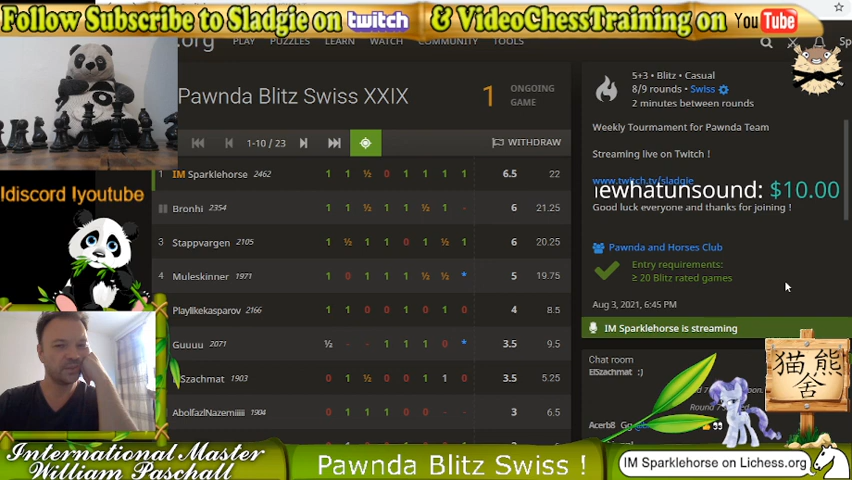 Follow Subscribe to Sladgie on twitch & VideoChessTraining on YouTube
.org PLAY PUZZLES LEARN WATCH COMMUNITY TOOLS Sp
Pawnda Blitz Swiss XXIX
1 ONGOING GAME
1-10 / 23
WITHDRAW
1 IM Sparklehorse 2462 1 1 ½ 0 1 1 1 1 6.5 22
Bronhi 2354 1 1 ½ 1 1 ½ 1 - 6 21.25
3 Stappvargen 2105 1 ½ 1 1 0 1 ½ 1 6 20.25
4 Muleskinner 1971 1 0 1 1 1 ½ ½ * 5 19.75
Playlikekasparov 2166 1 1 0 0 1 0 1 0 4 8.5
Guuuu 2071 ½ - - 1 1 1 0 * 3.5 9.5
Szachmat 1903 0 1 ½ 0 0 1 1 0 3.5 5.25
AbolfazlNazemiiiii 1904 0 1 1 1 0 0 - - 3 6.5
5+3 • Blitz • Casual
8/9 rounds • Swiss
2 minutes between rounds
Weekly Tournament for Pawnda Team
Streaming live on Twitch !
www.twitch.tv/sladgie
ewhatunsound: $10.00
Good luck everyone and thanks for joining !
Pawnda and Horses Club
Entry requirements:
≥ 20 Blitz rated games
Aug 3, 2021, 6:45 PM
IM Sparklehorse is streaming
Chat room
ElSzachmat :)
Acerb8
!discord !youtube
猫熊
舍
International Master
William Paschall
Pawnda Blitz Swiss !
IM Sparklehorse on Lichess.org